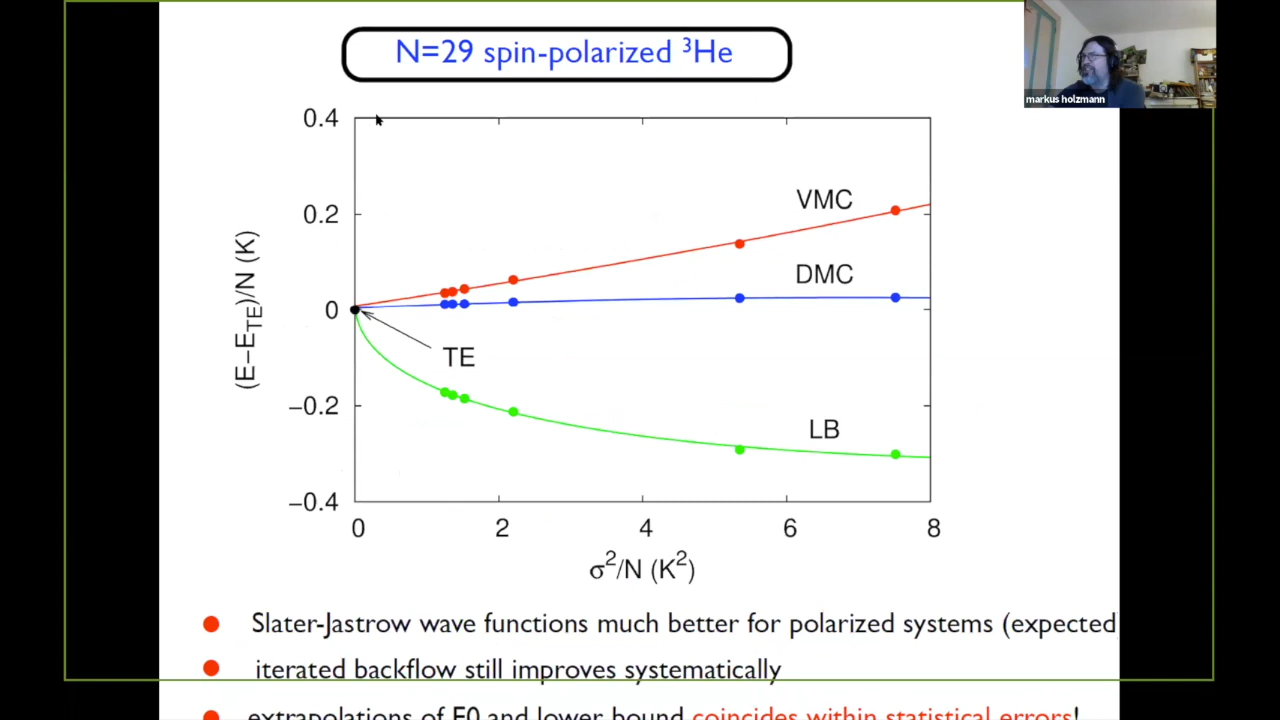 N=29 spin-polarized ³He
markus holzmann
0.4
0.2
0
−0.2
−0.4
(E−E_TE)/N (K)
VMC
DMC
TE
LB
0 2 4 6 8
σ²/N (K²)
Slater-Jastrow wave functions much better for polarized systems (expected
iterated backflow still improves systematically
extrapolations of E0 and lower bound coincides within statistical errors!